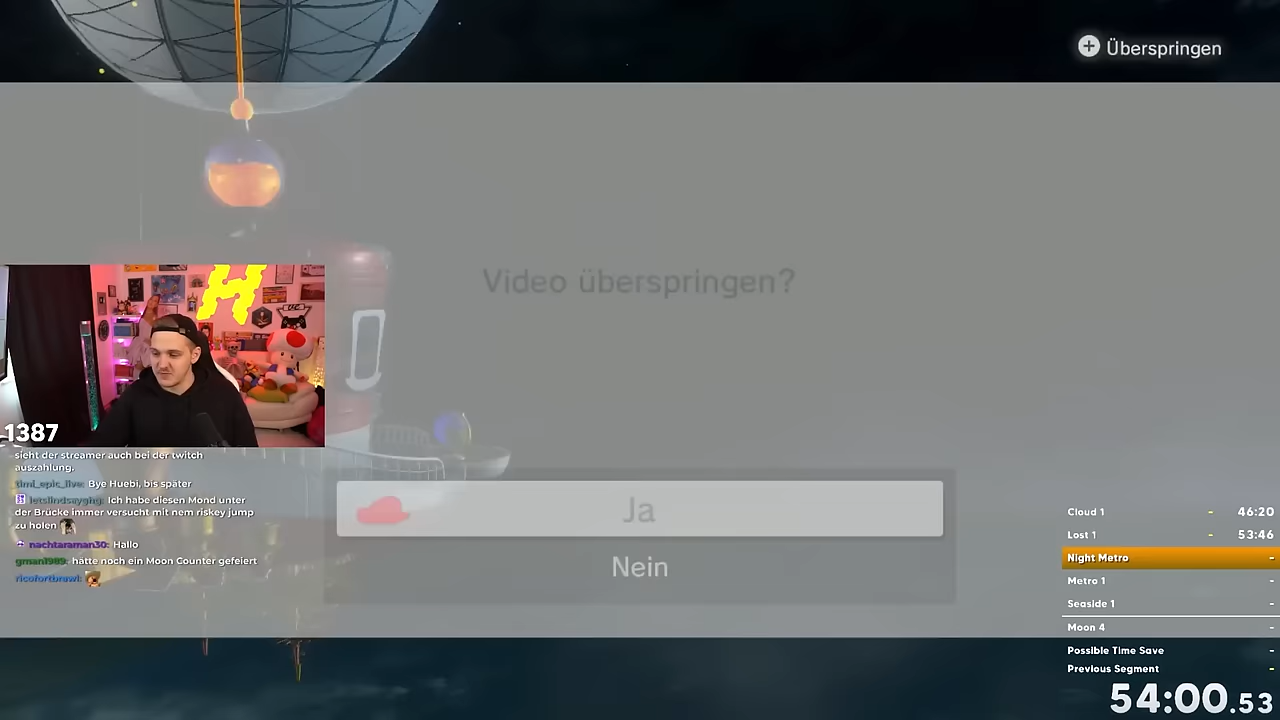 Überspringen
Video überspringen?
Ja
Nein
1387
sieht der streamer auch bei der twitch
auszahlung.
timi_epic_live: Bye Huebi, bis später
Ich habe diesen Mond unter
der Brücke immer versucht mit nem riskey jump
zu holen
nachtaraman30: Hallo
gman1989: hätte noch ein Moon Counter gefeiert
Cloud 1 - 46:20
Lost 1 - 53:46
Night Metro -
Metro 1 -
Seaside 1 -
Moon 4 -
Possible Time Save -
Previous Segment -
54:00.53